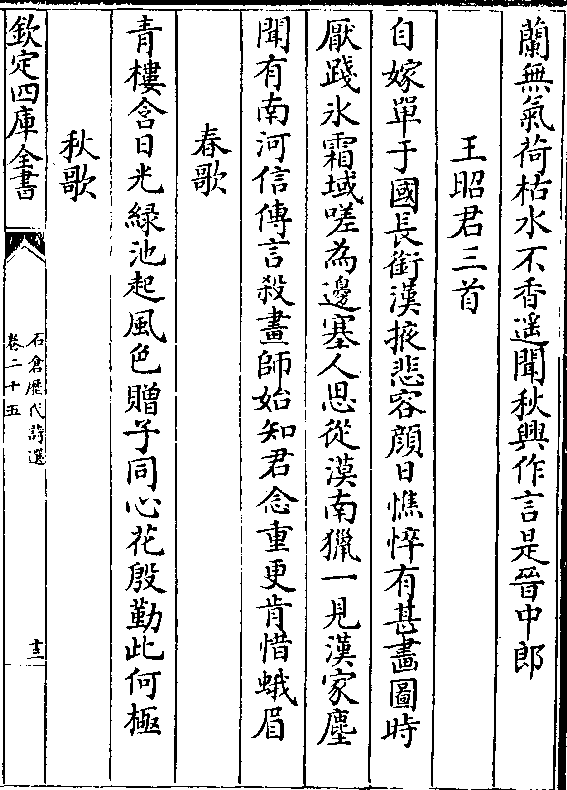 蘭無氣荷枯水不香遥聞秋興作言是晉中郎
王昭君三首
自嫁單于國長銜漢掖悲容顔日憔悴有甚畫圖時
厭踐氷霜域嗟為邊塞人思從漠南獵一見漢家塵
聞有南河信傳言殺畫師始知君念重更肯惜蛾眉
春歌
青樓含日光緑池起風色贈子同心花殷勤此何極
秋歌
欽定四庫全書
石倉歴代詩選
卷二十五
十三